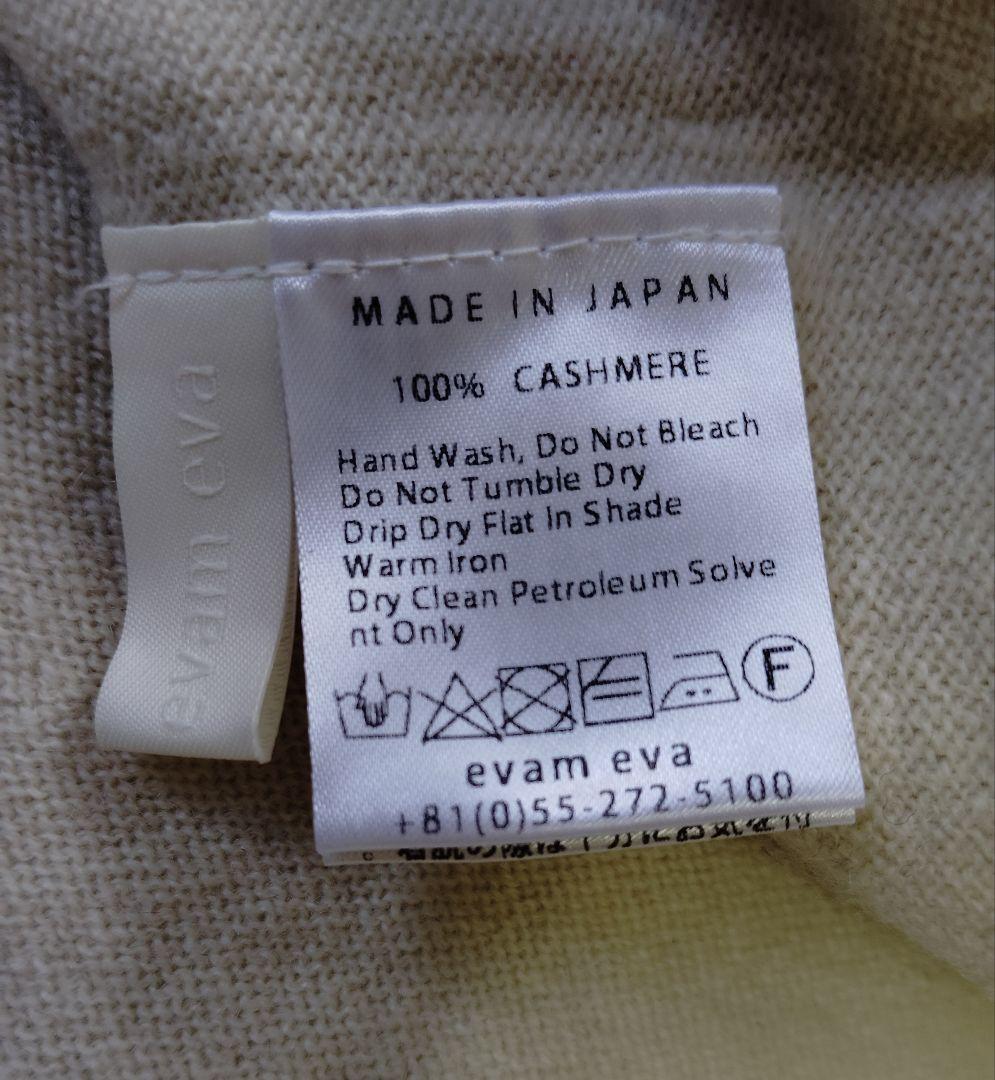 evam eva
MADE IN JAPAN
100% CASHMERE
Hand Wash, Do Not Bleach
Do Not Tumble Dry
Drip Dry Flat In Shade
Warm Iron
Dry Clean Petroleum Solve
nt Only
F
evam eva
+81(0)55-272-5100